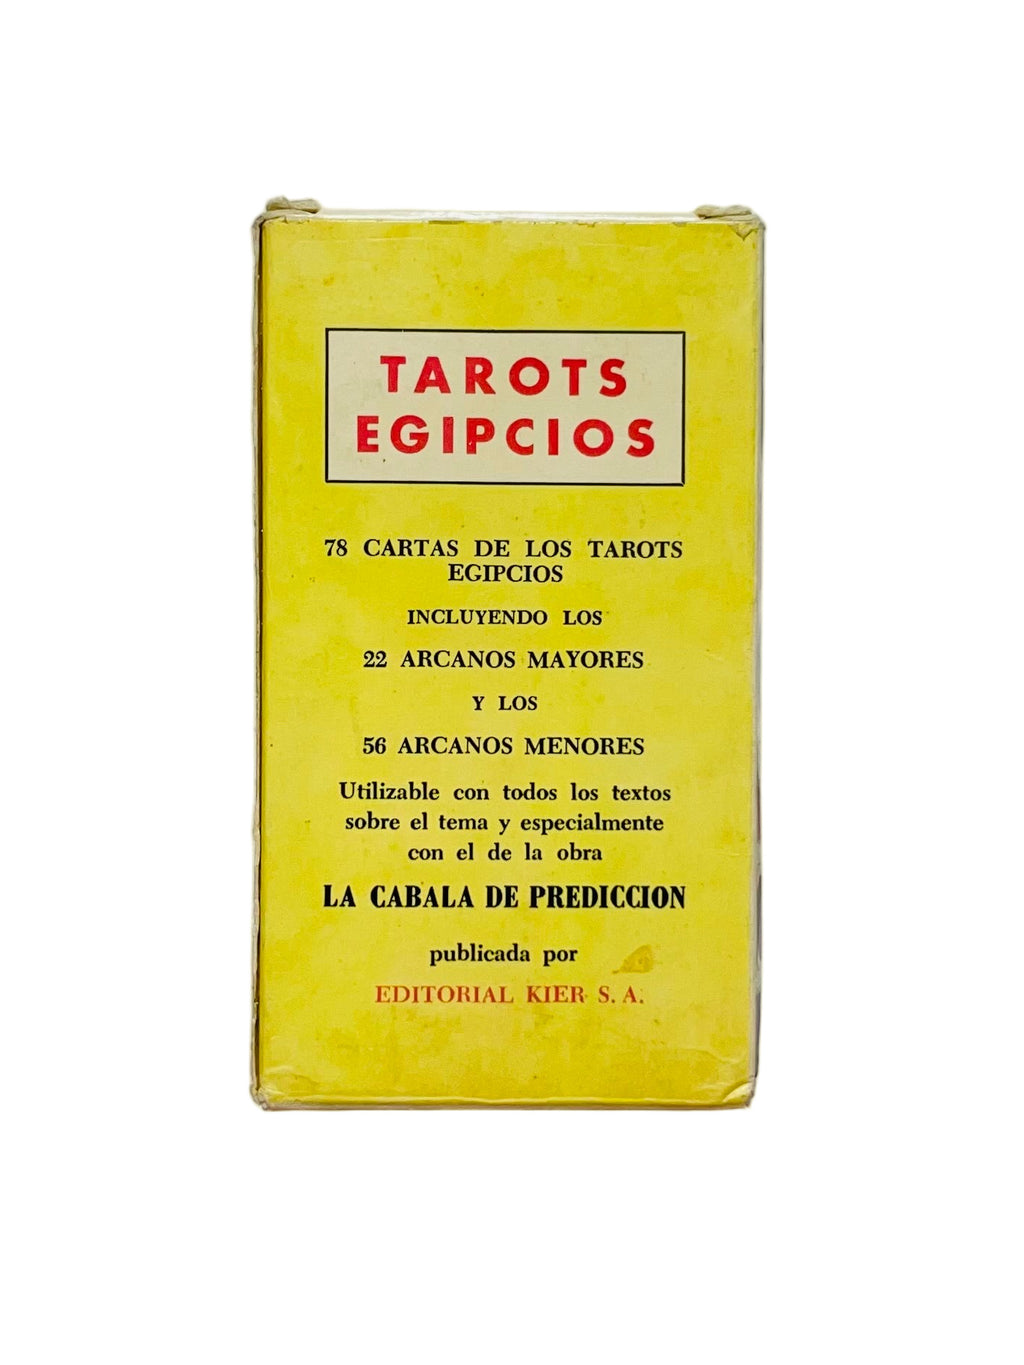 TAROTS
EGIPCIOS
78 CARTAS DE LOS TAROTS
EGIPCIOS
INCLUYENDO LOS
22 ARCANOS MAYORES
Y LOS
56 ARCANOS MENORES
Utilizable con todos los textos
sobre el tema y especialmente
con el de la obra
LA CABALA DE PREDICCION
publicada por
EDITORIAL KIER S. A.